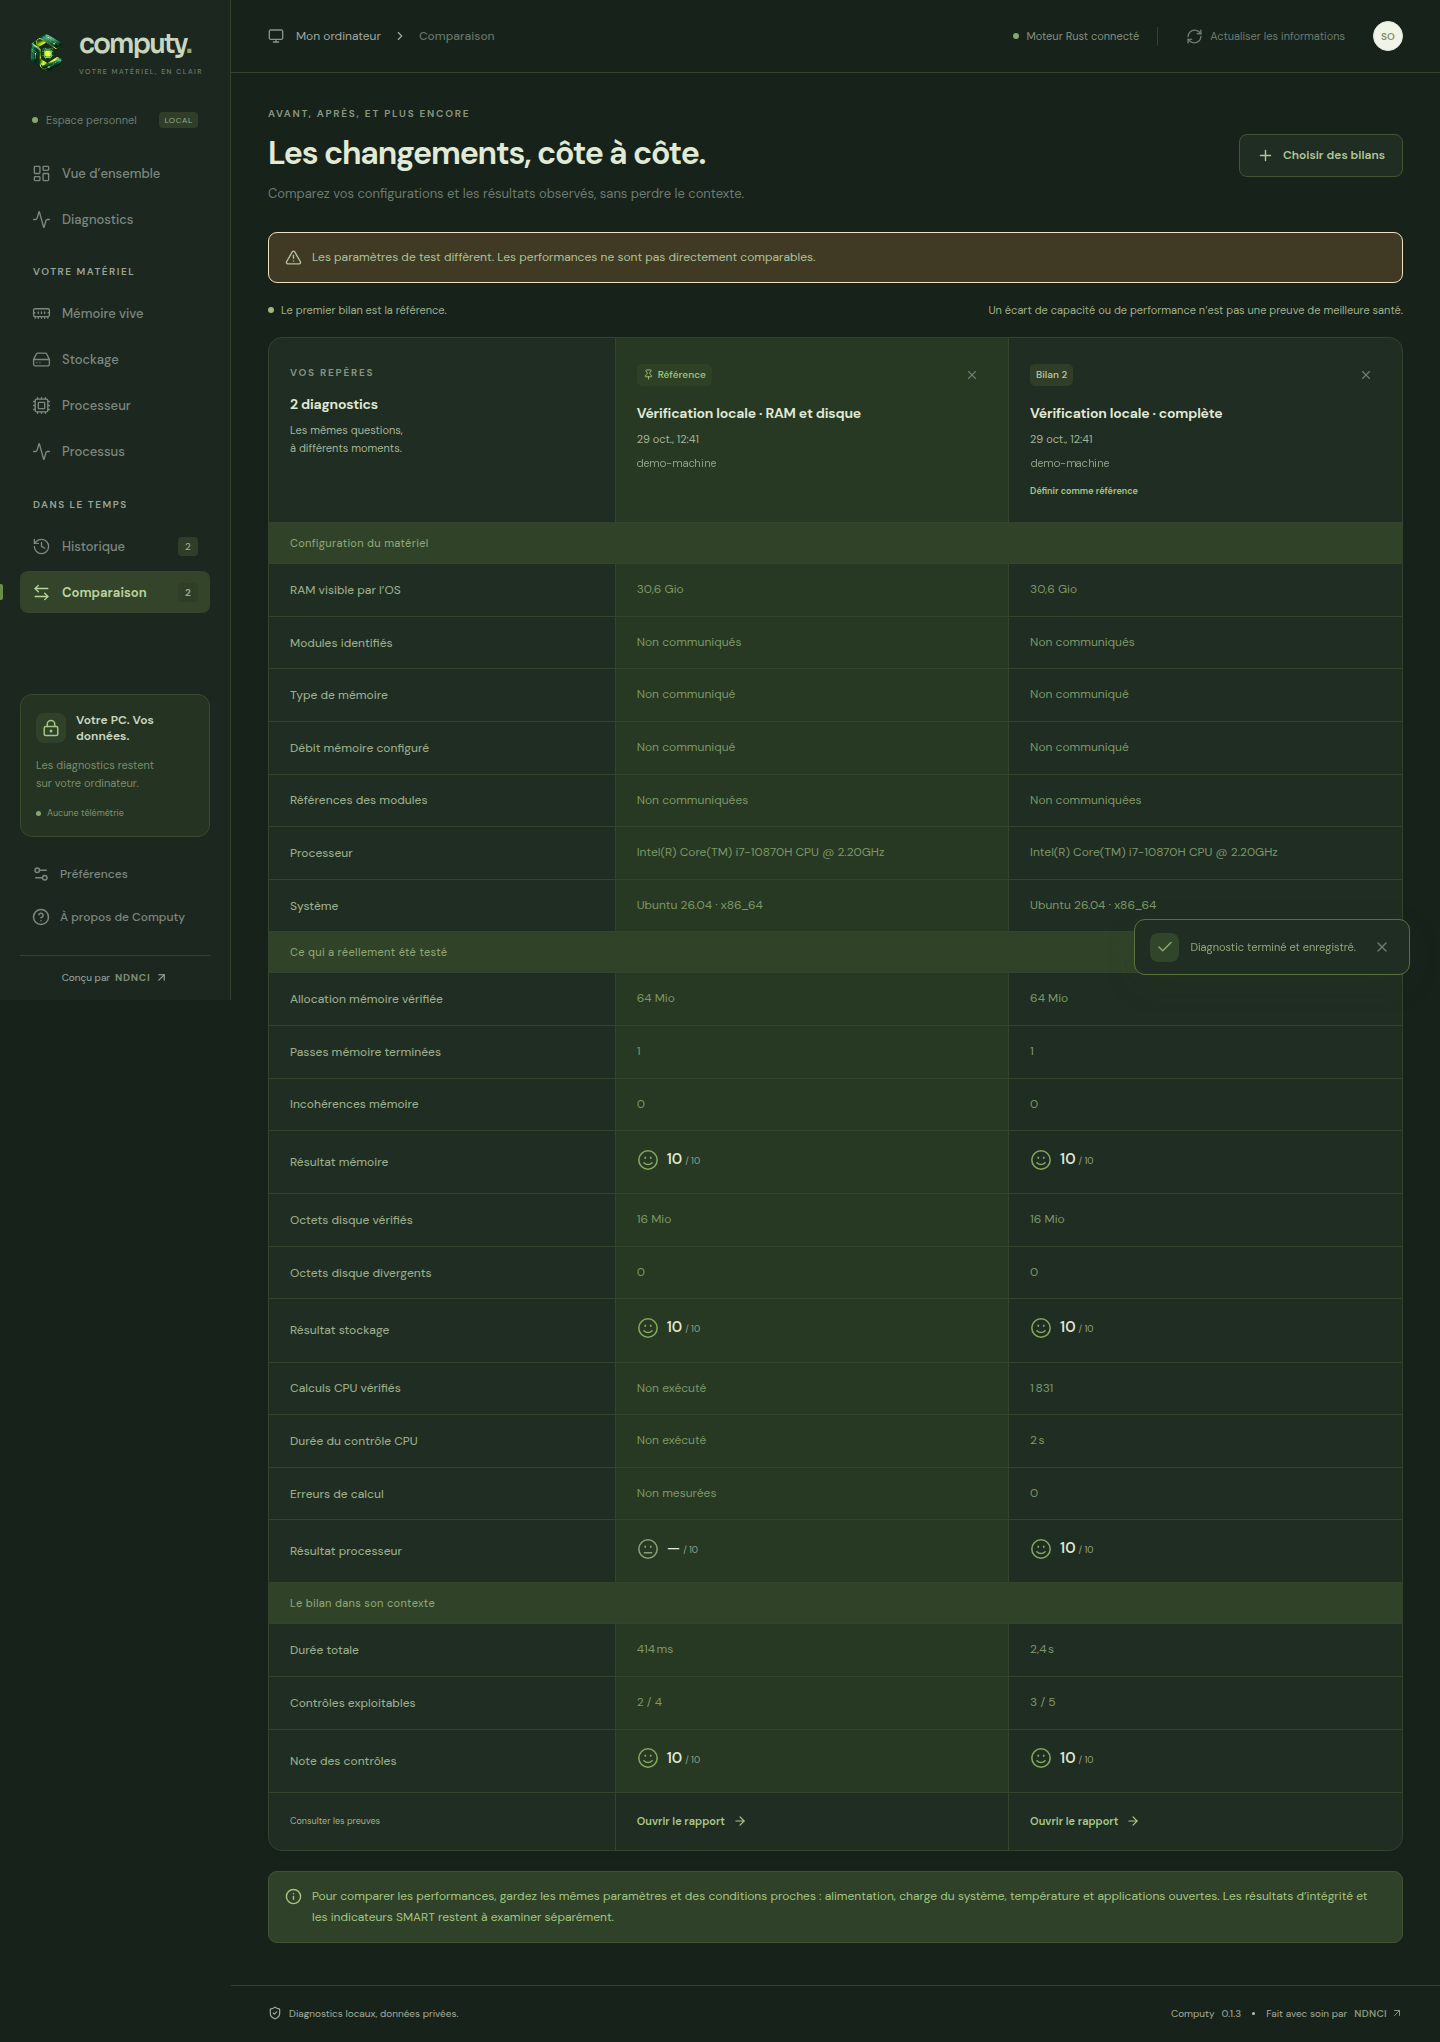 computy.
VOTRE MATÉRIEL, EN CLAIR
Espace personnel
LOCAL
Vue d'ensemble
Diagnostics
VOTRE MATÉRIEL
Mémoire vive
Stockage
Processeur
Processus
DANS LE TEMPS
Historique 2
Comparaison 2
Votre PC. Vos
données.
Les diagnostics restent
sur votre ordinateur.
Aucune télémétrie
Préférences
À propos de Computy
Conçu par NDNCI
Mon ordinateur > Comparaison
Moteur Rust connecté
Actualiser les informations
SO
AVANT, APRÈS, ET PLUS ENCORE
Les changements, côte à côte.
Comparez vos configurations et les résultats observés, sans perdre le contexte.
Choisir des bilans
Les paramètres de test diffèrent. Les performances ne sont pas directement comparables.
Le premier bilan est la référence.
Un écart de capacité ou de performance n'est pas une preuve de meilleure santé.
VOS REPÈRES
2 diagnostics
Les mêmes questions,
à différents moments.
Référence
Vérification locale · RAM et disque
29 oct., 12:41
demo-machine
Bilan 2
Vérification locale · complète
29 oct., 12:41
demo-machine
Définir comme référence
Configuration du matériel
RAM visible par l'OS 30,6 Gio 30,6 Gio
Modules identifiés Non communiqués Non communiqués
Type de mémoire Non communiqué Non communiqué
Débit mémoire configuré Non communiqué Non communiqué
Références des modules Non communiquées Non communiquées
Processeur Intel(R) Core(TM) i7-10870H CPU @ 2.20GHz Intel(R) Core(TM) i7-10870H CPU @ 2.20GHz
Système Ubuntu 26.04 · x86_64 Ubuntu 26.04 · x86_64
Ce qui a réellement été testé
Diagnostic terminé et enregistré.
Allocation mémoire vérifiée 64 Mio 64 Mio
Passes mémoire terminées 1 1
Incohérences mémoire 0 0
Résultat mémoire 10 / 10 10 / 10
Octets disque vérifiés 16 Mio 16 Mio
Octets disque divergents 0 0
Résultat stockage 10 / 10 10 / 10
Calculs CPU vérifiés Non exécuté 1 831
Durée du contrôle CPU Non exécuté 2 s
Erreurs de calcul Non mesurées 0
Résultat processeur — / 10 10 / 10
Le bilan dans son contexte
Durée totale 414 ms 2,4 s
Contrôles exploitables 2 / 4 3 / 5
Note des contrôles 10 / 10 10 / 10
Consulter les preuves Ouvrir le rapport Ouvrir le rapport
Pour comparer les performances, gardez les mêmes paramètres et des conditions proches : alimentation, charge du système, température et applications ouvertes. Les résultats d'intégrité et
les indicateurs SMART restent à examiner séparément.
Diagnostics locaux, données privées.
Computy 0.1.3 • Fait avec soin par NDNCI